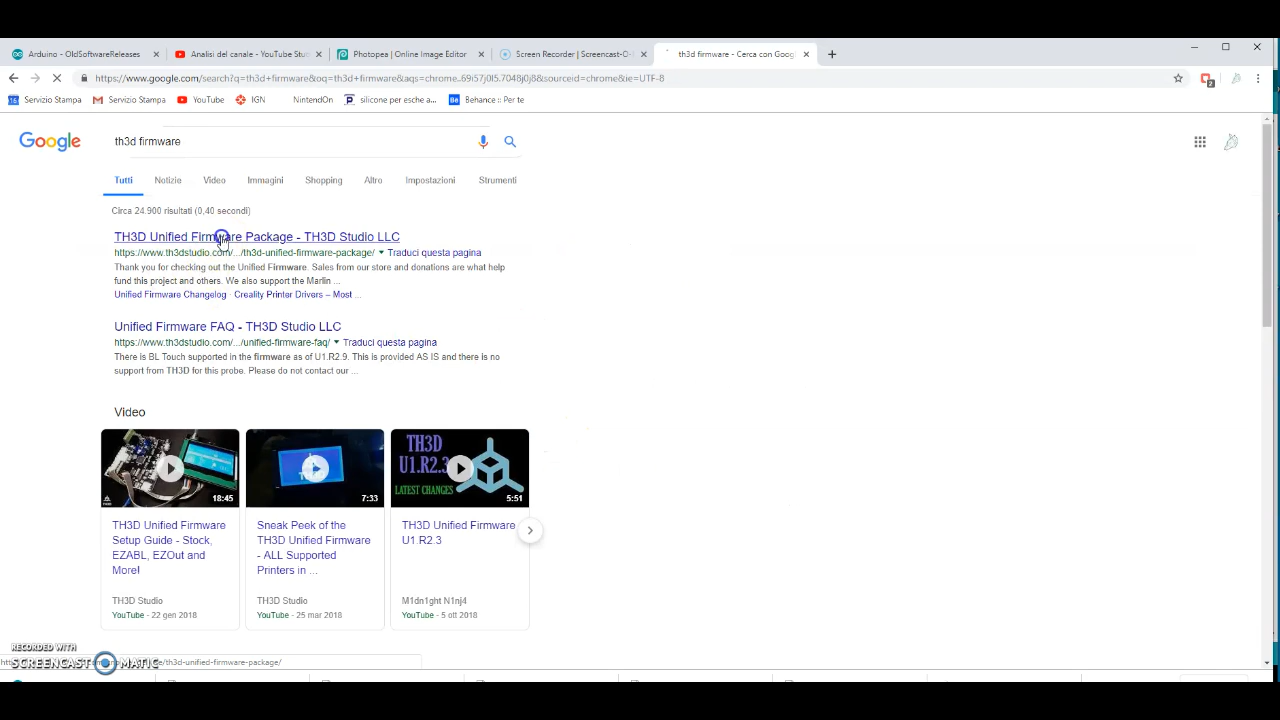 Arduino - OldSoftwareReleases
Analisi del canale - YouTube Stu
Photopea | Online Image Editor
Screen Recorder | Screencast-O-
th3d firmware - Cerca con Googl
https://www.google.com/search?q=th3d+firmware&oq=th3d+firmware&aqs=chrome..69i57j0l5.7048j0j8&sourceid=chrome&ie=UTF-8
Servizio Stampa
Servizio Stampa
YouTube
IGN
NintendOn
silicone per esche a...
Behance :: Per te
Google
th3d firmware
Tutti
Notizie
Video
Immagini
Shopping
Altro
Impostazioni
Strumenti
Circa 24.900 risultati (0,40 secondi)
TH3D Unified Firmware Package - TH3D Studio LLC
https://www.th3dstudio.com/.../th3d-unified-firmware-package/ Traduci questa pagina
Thank you for checking out the Unified Firmware. Sales from our store and donations are what help
fund this project and others. We also support the Marlin ...
Unified Firmware Changelog · Creality Printer Drivers – Most ...
Unified Firmware FAQ - TH3D Studio LLC
https://www.th3dstudio.com/.../unified-firmware-faq/ Traduci questa pagina
There is BL Touch supported in the firmware as of U1.R2.9. This is provided AS IS and there is no
support from TH3D for this probe. Please do not contact our ...
Video
18:45
7:33
TH3D
U1.R2.3
LATEST CHANGES
5:51
TH3D Unified Firmware
Setup Guide - Stock,
EZABL, EZOut and
More!
TH3D Studio
YouTube - 22 gen 2018
Sneak Peek of the
TH3D Unified Firmware
- ALL Supported
Printers in ...
TH3D Studio
YouTube - 25 mar 2018
TH3D Unified Firmware
U1.R2.3
M1dn1ght N1nj4
YouTube - 5 ott 2018
RECORDED WITH
SCREENCAST MATIC
th3d-unified-firmware-package/